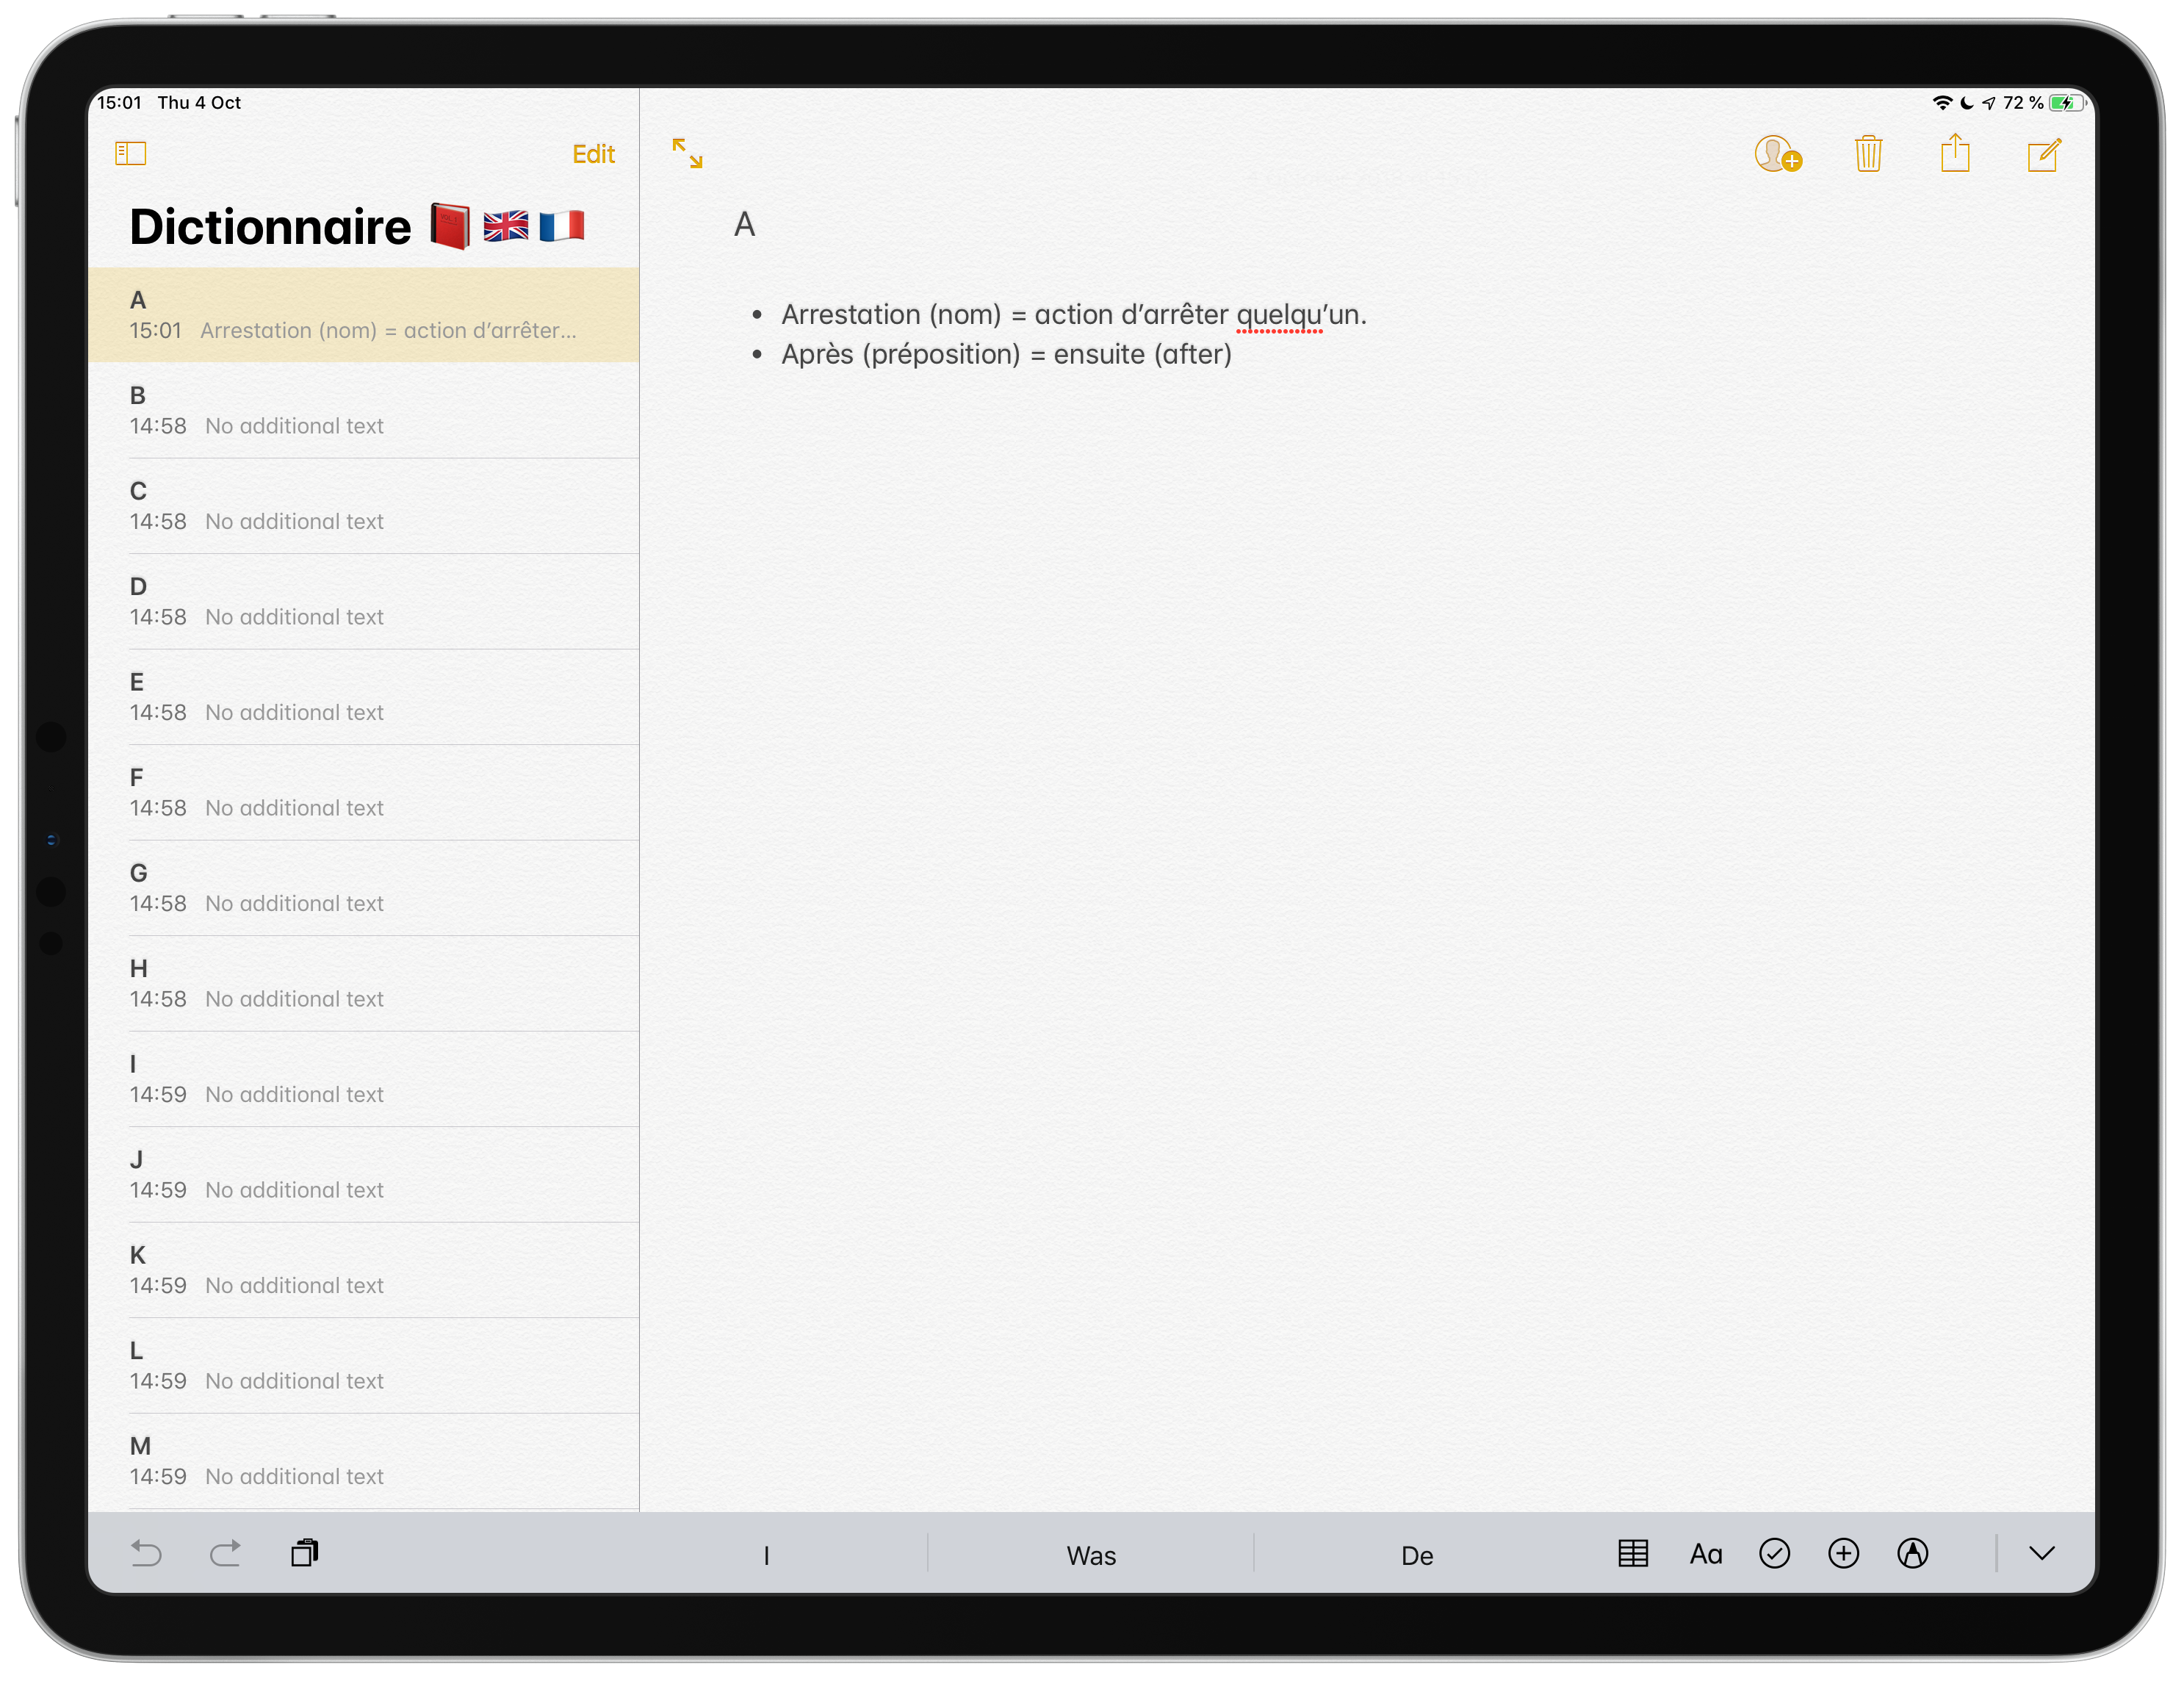 15:01 Thu 4 Oct
72 %
Edit
Dictionnaire 📕 🇬🇧 🇫🇷
A
15:01 Arrestation (nom) = action d’arrêter...
B
14:58 No additional text
C
14:58 No additional text
D
14:58 No additional text
E
14:58 No additional text
F
14:58 No additional text
G
14:58 No additional text
H
14:58 No additional text
I
14:59 No additional text
J
14:59 No additional text
K
14:59 No additional text
L
14:59 No additional text
M
14:59 No additional text
A
• Arrestation (nom) = action d’arrêter quelqu’un.
• Après (préposition) = ensuite (after)
I
Was
De
Aa